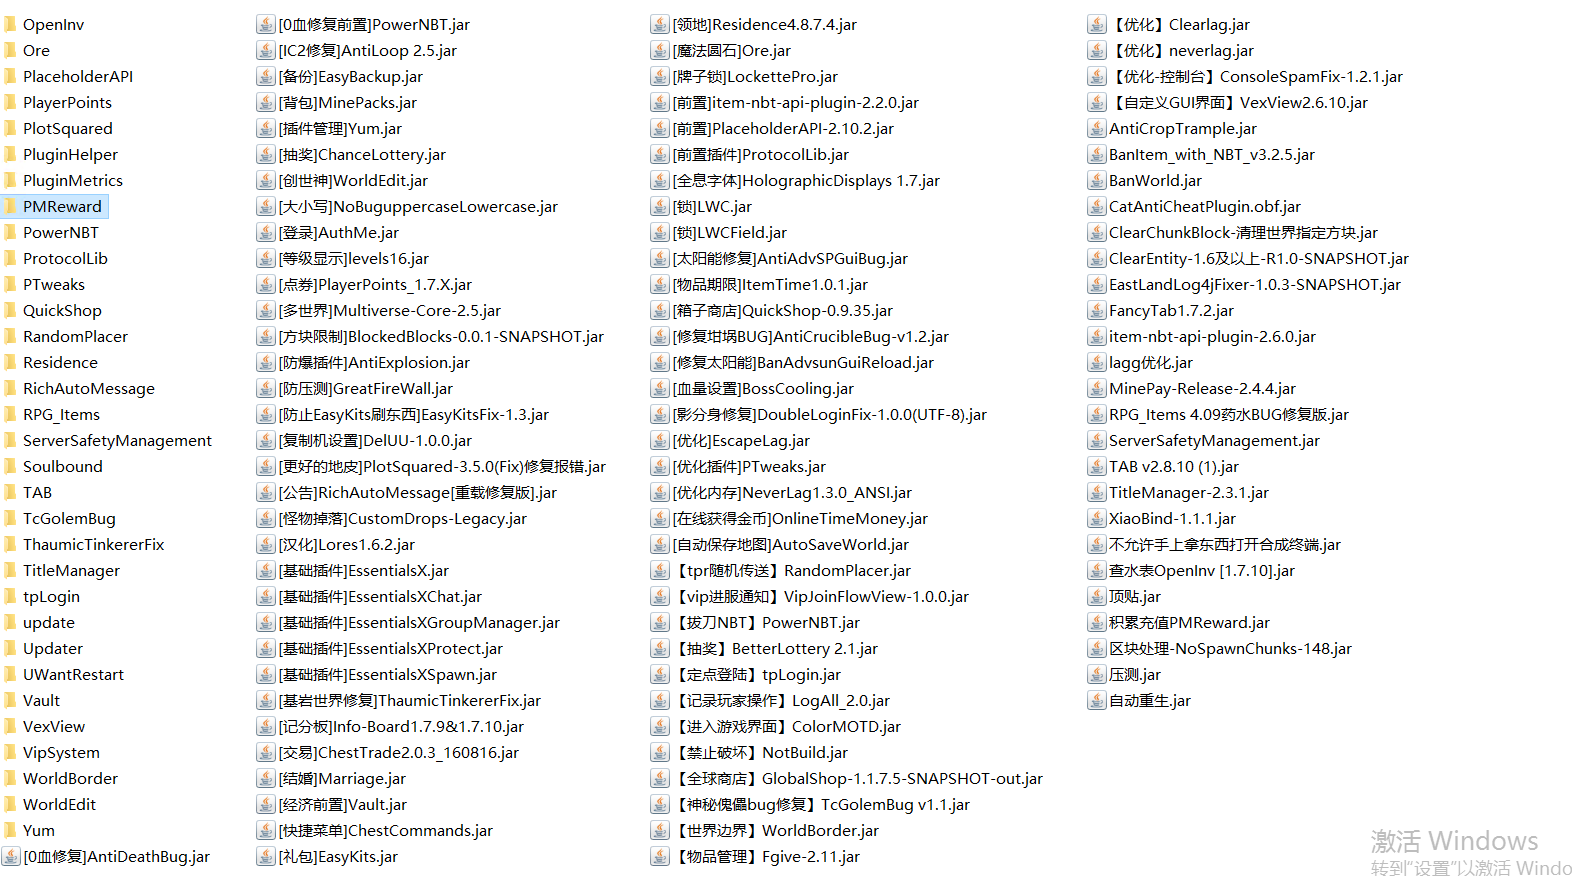 OpenInv
Ore
PlaceholderAPI
PlayerPoints
PlotSquared
PluginHelper
PluginMetrics
PMReward
PowerNBT
ProtocolLib
PTweaks
QuickShop
RandomPlacer
Residence
RichAutoMessage
RPG_Items
ServerSafetyManagement
Soulbound
TAB
TcGolemBug
ThaumicTinkererFix
TitleManager
tpLogin
update
Updater
UWantRestart
Vault
VexView
VipSystem
WorldBorder
WorldEdit
Yum
[0血修复]AntiDeathBug.jar
[0血修复前置]PowerNBT.jar
[IC2修复]AntiLoop 2.5.jar
[备份]EasyBackup.jar
[背包]MinePacks.jar
[插件管理]Yum.jar
[抽奖]ChanceLottery.jar
[创世神]WorldEdit.jar
[大小写]NoBuguppercaseLowercase.jar
[登录]AuthMe.jar
[等级显示]levels16.jar
[点券]PlayerPoints_1.7.X.jar
[多世界]Multiverse-Core-2.5.jar
[方块限制]BlockedBlocks-0.0.1-SNAPSHOT.jar
[防爆插件]AntiExplosion.jar
[防压测]GreatFireWall.jar
[防止EasyKits刷东西]EasyKitsFix-1.3.jar
[复制机设置]DelUU-1.0.0.jar
[更好的地皮]PlotSquared-3.5.0(Fix)修复报错.jar
[公告]RichAutoMessage[重载修复版].jar
[怪物掉落]CustomDrops-Legacy.jar
[汉化]Lores1.6.2.jar
[基础插件]EssentialsX.jar
[基础插件]EssentialsXChat.jar
[基础插件]EssentialsXGroupManager.jar
[基础插件]EssentialsXProtect.jar
[基础插件]EssentialsXSpawn.jar
[基岩世界修复]ThaumicTinkererFix.jar
[记分板]Info-Board1.7.9&1.7.10.jar
[交易]ChestTrade2.0.3_160816.jar
[结婚]Marriage.jar
[经济前置]Vault.jar
[快捷菜单]ChestCommands.jar
[礼包]EasyKits.jar
[领地]Residence4.8.7.4.jar
[魔法圆石]Ore.jar
[牌子锁]LockettePro.jar
[前置]item-nbt-api-plugin-2.2.0.jar
[前置]PlaceholderAPI-2.10.2.jar
[前置插件]ProtocolLib.jar
[全息字体]HolographicDisplays 1.7.jar
[锁]LWC.jar
[锁]LWCField.jar
[太阳能修复]AntiAdvSPGuiBug.jar
[物品期限]ItemTime1.0.1.jar
[箱子商店]QuickShop-0.9.35.jar
[修复坩埚BUG]AntiCrucibleBug-v1.2.jar
[修复太阳能]BanAdvsunGuiReload.jar
[血量设置]BossCooling.jar
[影分身修复]DoubleLoginFix-1.0.0(UTF-8).jar
[优化]EscapeLag.jar
[优化插件]PTweaks.jar
[优化内存]NeverLag1.3.0_ANSI.jar
[在线获得金币]OnlineTimeMoney.jar
[自动保存地图]AutoSaveWorld.jar
【tpr随机传送】RandomPlacer.jar
【vip进服通知】VipJoinFlowView-1.0.0.jar
【拔刀NBT】PowerNBT.jar
【抽奖】BetterLottery 2.1.jar
【定点登陆】tpLogin.jar
【记录玩家操作】LogAll_2.0.jar
【进入游戏界面】ColorMOTD.jar
【禁止破坏】NotBuild.jar
【全球商店】GlobalShop-1.1.7.5-SNAPSHOT-out.jar
【神秘傀儡bug修复】TcGolemBug v1.1.jar
【世界边界】WorldBorder.jar
【物品管理】Fgive-2.11.jar
【优化】Clearlag.jar
【优化】neverlag.jar
【优化-控制台】ConsoleSpamFix-1.2.1.jar
【自定义GUI界面】VexView2.6.10.jar
AntiCropTrample.jar
BanItem_with_NBT_v3.2.5.jar
BanWorld.jar
CatAntiCheatPlugin.obf.jar
ClearChunkBlock-清理世界指定方块.jar
ClearEntity-1.6及以上-R1.0-SNAPSHOT.jar
EastLandLog4jFixer-1.0.3-SNAPSHOT.jar
FancyTab1.7.2.jar
item-nbt-api-plugin-2.6.0.jar
lagg优化.jar
MinePay-Release-2.4.4.jar
RPG_Items 4.09药水BUG修复版.jar
ServerSafetyManagement.jar
TAB v2.8.10 (1).jar
TitleManager-2.3.1.jar
XiaoBind-1.1.1.jar
不允许手上拿东西打开合成终端.jar
查水表OpenInv [1.7.10].jar
顶贴.jar
积累充值PMReward.jar
区块处理-NoSpawnChunks-148.jar
压测.jar
自动重生.jar
激活 Windows
转到"设置"以激活 Windo